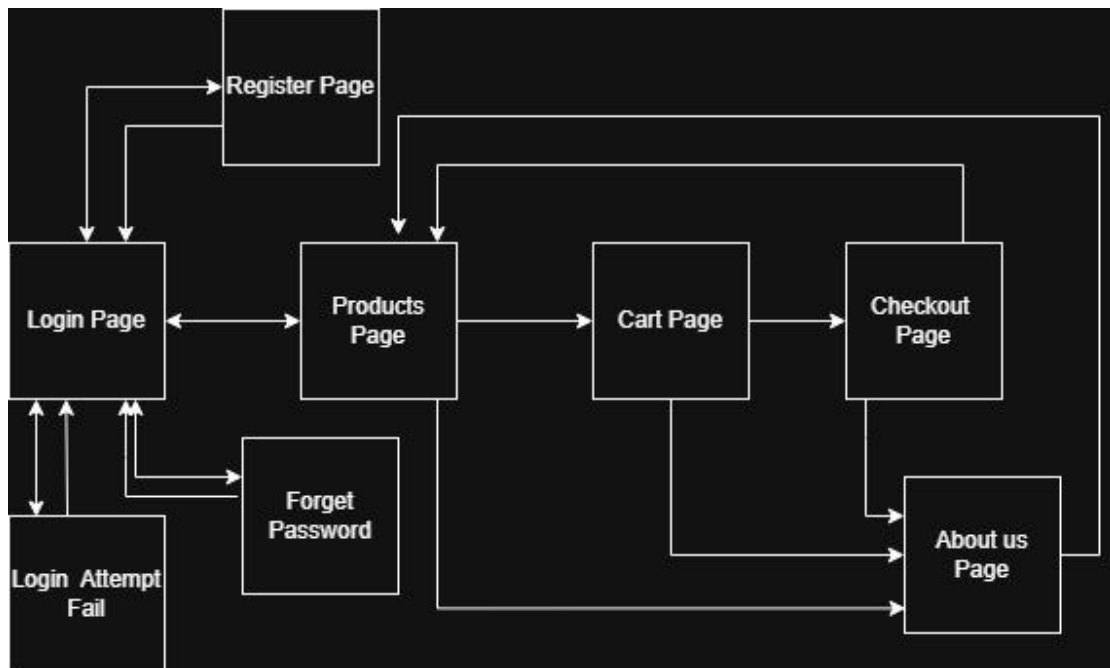 Register Page
Login Page
Products
Page
Cart Page
Checkout
Page
Forget
Password
Login Attempt
Fail
About us
Page